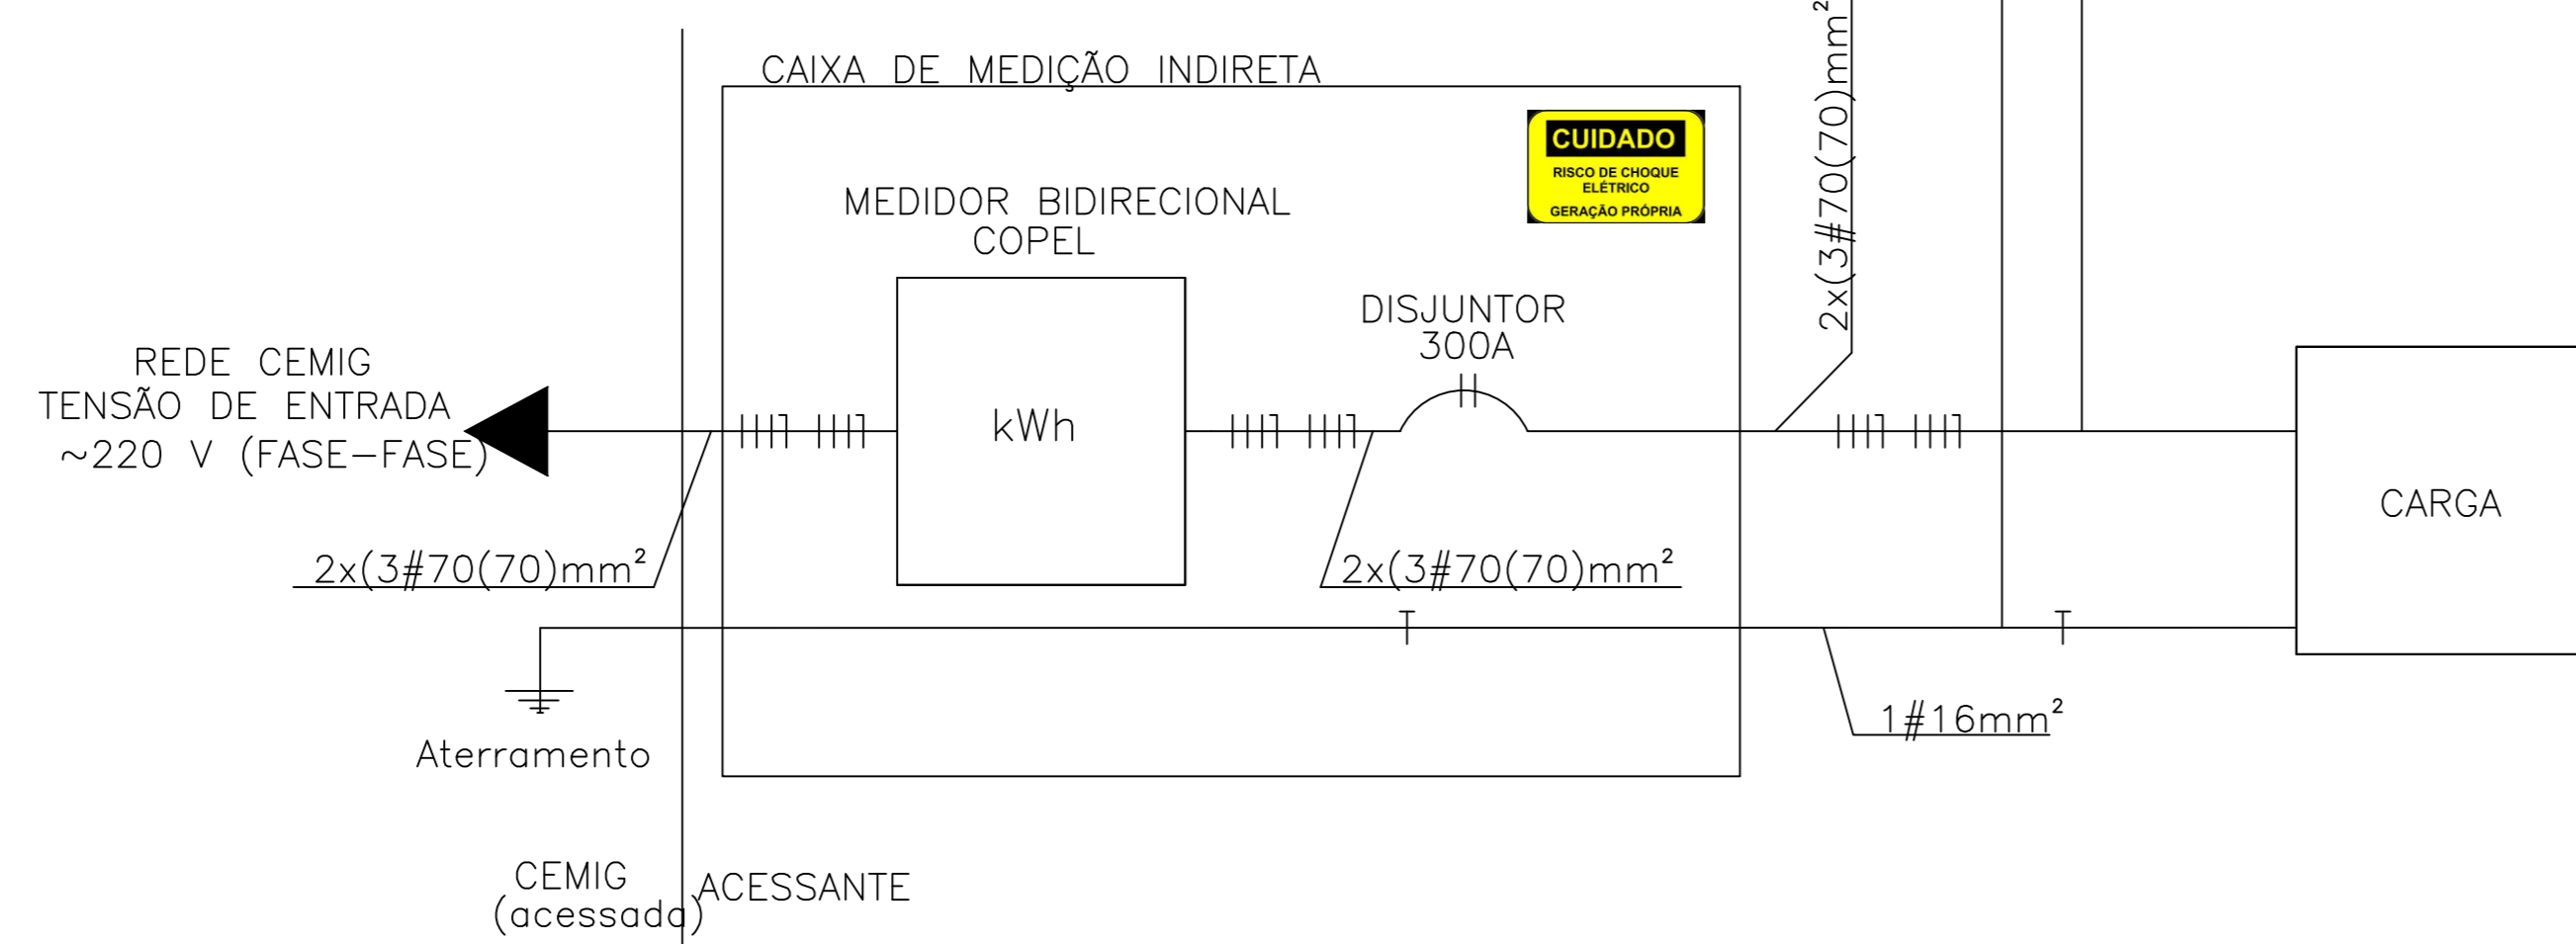 CAIXA DE MEDIÇÃO INDIRETA
CUIDADO
RISCO DE CHOQUE
ELÉTRICO
GERAÇÃO PRÓPRIA
MEDIDOR BIDIRECIONAL
COPEL
2x(3#70(70)mm²
DISJUNTOR
300A
REDE CEMIG
TENSÃO DE ENTRADA
~220 V (FASE-FASE)
kWh
CARGA
2x(3#70(70)mm²
2x(3#70(70)mm²
1#16mm²
Aterramento
CEMIG
(acessada)
ACESSANTE